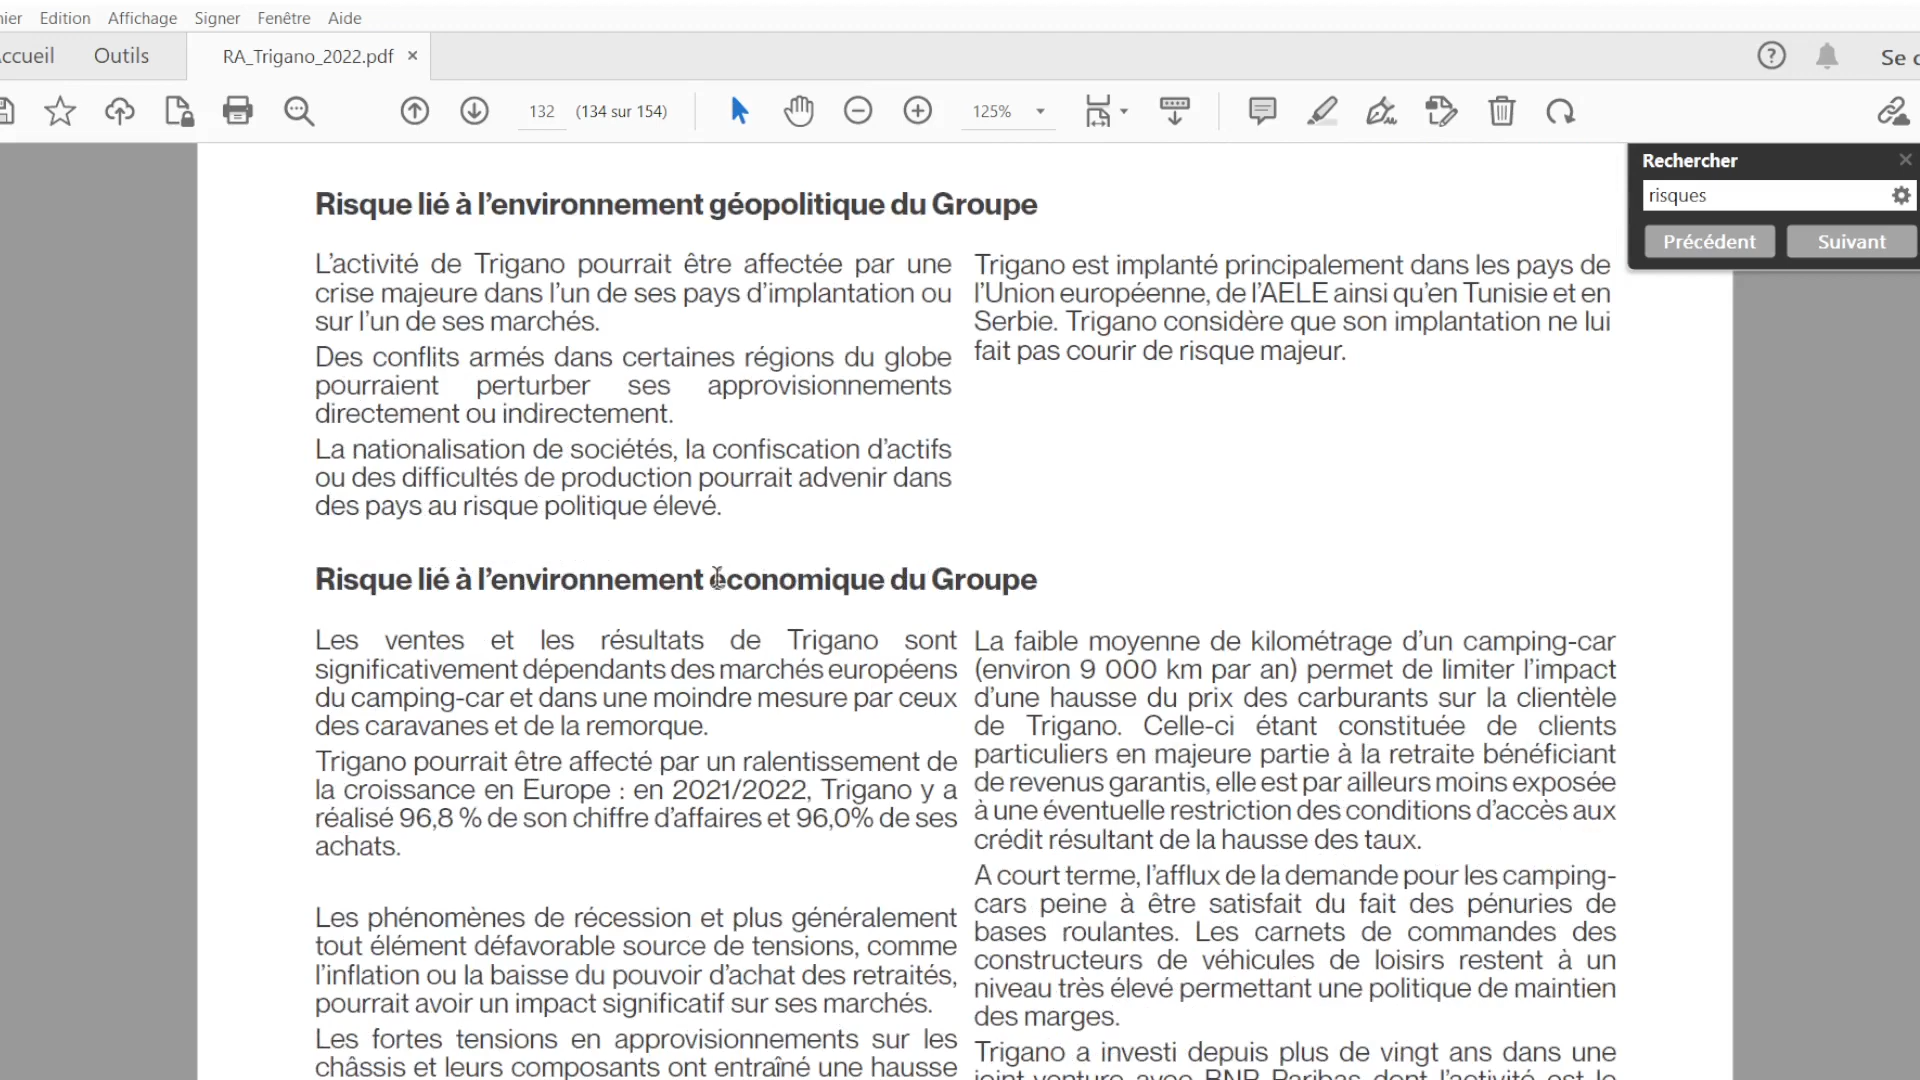 Edition Affichage Signer Fenêtre Aide
Outils RA_Trigano_2022.pdf ×
132 (134 sur 154) 125%
Rechercher
risques
Précédent Suivant
Risque lié à l’environnement géopolitique du Groupe
L’activité de Trigano pourrait être affectée par une
crise majeure dans l’un de ses pays d’implantation ou
sur l’un de ses marchés.
Des conflits armés dans certaines régions du globe
pourraient perturber ses approvisionnements
directement ou indirectement.
La nationalisation de sociétés, la confiscation d’actifs
ou des difficultés de production pourrait advenir dans
des pays au risque politique élevé.
Trigano est implanté principalement dans les pays de
l’Union européenne, de l’AELE ainsi qu’en Tunisie et en
Serbie. Trigano considère que son implantation ne lui
fait pas courir de risque majeur.
Risque lié à l’environnement économique du Groupe
Les ventes et les résultats de Trigano sont
significativement dépendants des marchés européens
du camping-car et dans une moindre mesure par ceux
des caravanes et de la remorque.
Trigano pourrait être affecté par un ralentissement de
la croissance en Europe : en 2021/2022, Trigano y a
réalisé 96,8 % de son chiffre d’affaires et 96,0% de ses
achats.
Les phénomènes de récession et plus généralement
tout élément défavorable source de tensions, comme
l’inflation ou la baisse du pouvoir d’achat des retraités,
pourrait avoir un impact significatif sur ses marchés.
Les fortes tensions en approvisionnements sur les
châssis et leurs composants ont entraîné une hausse
La faible moyenne de kilométrage d’un camping-car
(environ 9 000 km par an) permet de limiter l’impact
d’une hausse du prix des carburants sur la clientèle
de Trigano. Celle-ci étant constituée de clients
particuliers en majeure partie à la retraite bénéficiant
de revenus garantis, elle est par ailleurs moins exposée
à une éventuelle restriction des conditions d’accès aux
crédit résultant de la hausse des taux.
A court terme, l’afflux de la demande pour les camping-
cars peine à être satisfait du fait des pénuries de
bases roulantes. Les carnets de commandes des
constructeurs de véhicules de loisirs restent à un
niveau très élevé permettant une politique de maintien
des marges.
Trigano a investi depuis plus de vingt ans dans une
joint-venture avec BNP Paribas dont l’activité est le